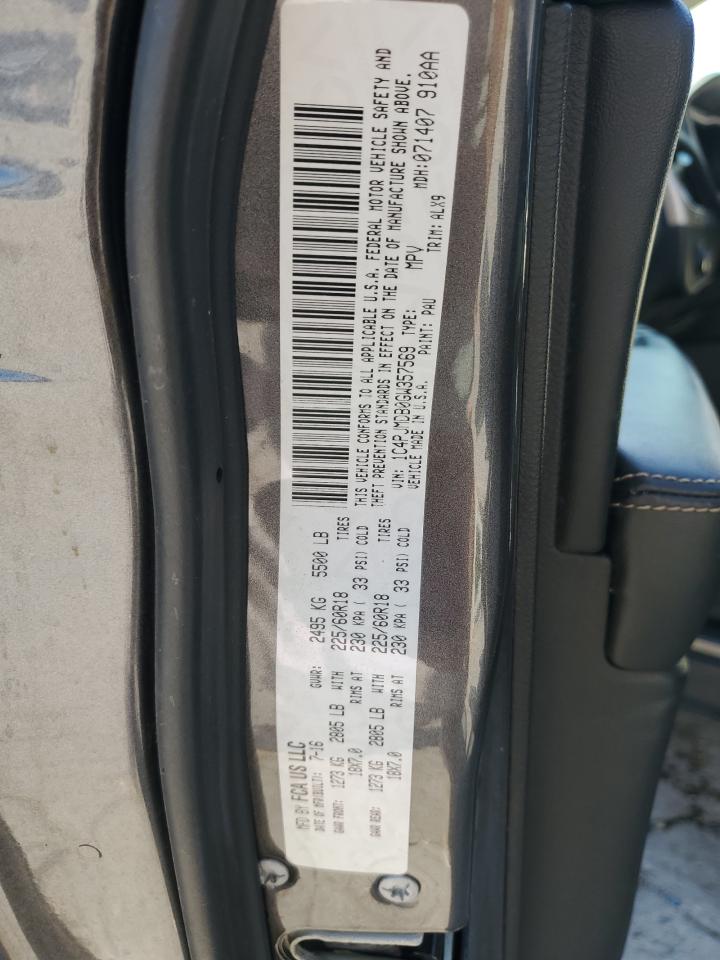 MFD BY FCA US LLC
DATE OF MFR(BUILT): 7-16 GVWR: 2495 KG 5500 LB
GAWR FRONT: 1273 KG 2805 LB WITH 225/60R18 TIRES
18X7.0 RIMS AT 230 KPA ( 33 PSI) COLD
GAWR REAR: 1273 KG 2805 LB WITH 225/60R18 TIRES
18X7.0 RIMS AT 230 KPA ( 33 PSI) COLD
THIS VEHICLE CONFORMS TO ALL APPLICABLE U.S.A. FEDERAL MOTOR VEHICLE SAFETY AND
THEFT PREVENTION STANDARDS IN EFFECT ON THE DATE OF MANUFACTURE SHOWN ABOVE.
VIN: 1C4PJMDB0GW357569 TYPE: MPV MDH:071407 910AA
VEHICLE MADE IN U.S.A. PAINT: PAU TRIM: ALX9